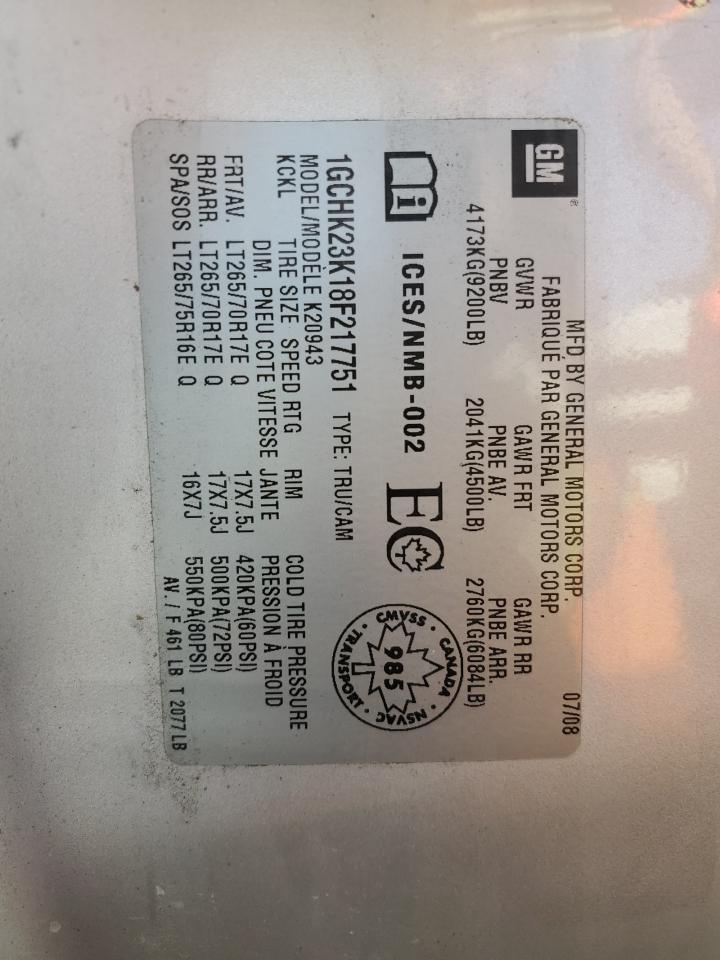 GM
MFD BY GENERAL MOTORS CORP. 07/08
FABRIQUÉ PAR GENERAL MOTORS CORP.
GVWR GAWR FRT GAWR RR
PNBV PNBE AV. PNBE ARR.
4173KG(9200LB) 2041KG(4500LB) 2760KG(6084LB)
i ICES/NMB-002 EC
CANADA · NSVAC · TRANSPORT · CMVSS ·
985
T
1GCHK23K18F217751 TYPE: TRU/CAM
MODEL/MODÈLE K20943
KCKL TIRE SIZE SPEED RTG RIM COLD TIRE PRESSURE
DIM. PNEU COTE VITESSE JANTE PRESSION À FROID
FRT/AV. LT265/70R17E Q 17X7.5J 420KPA(60PSI)
RR/ARR. LT265/70R17E Q 17X7.5J 500KPA(72PSI)
SPA/SOS LT265/75R16E Q 16X7J 550KPA(80PSI)
AV. / F 461 LB T 2077 LB